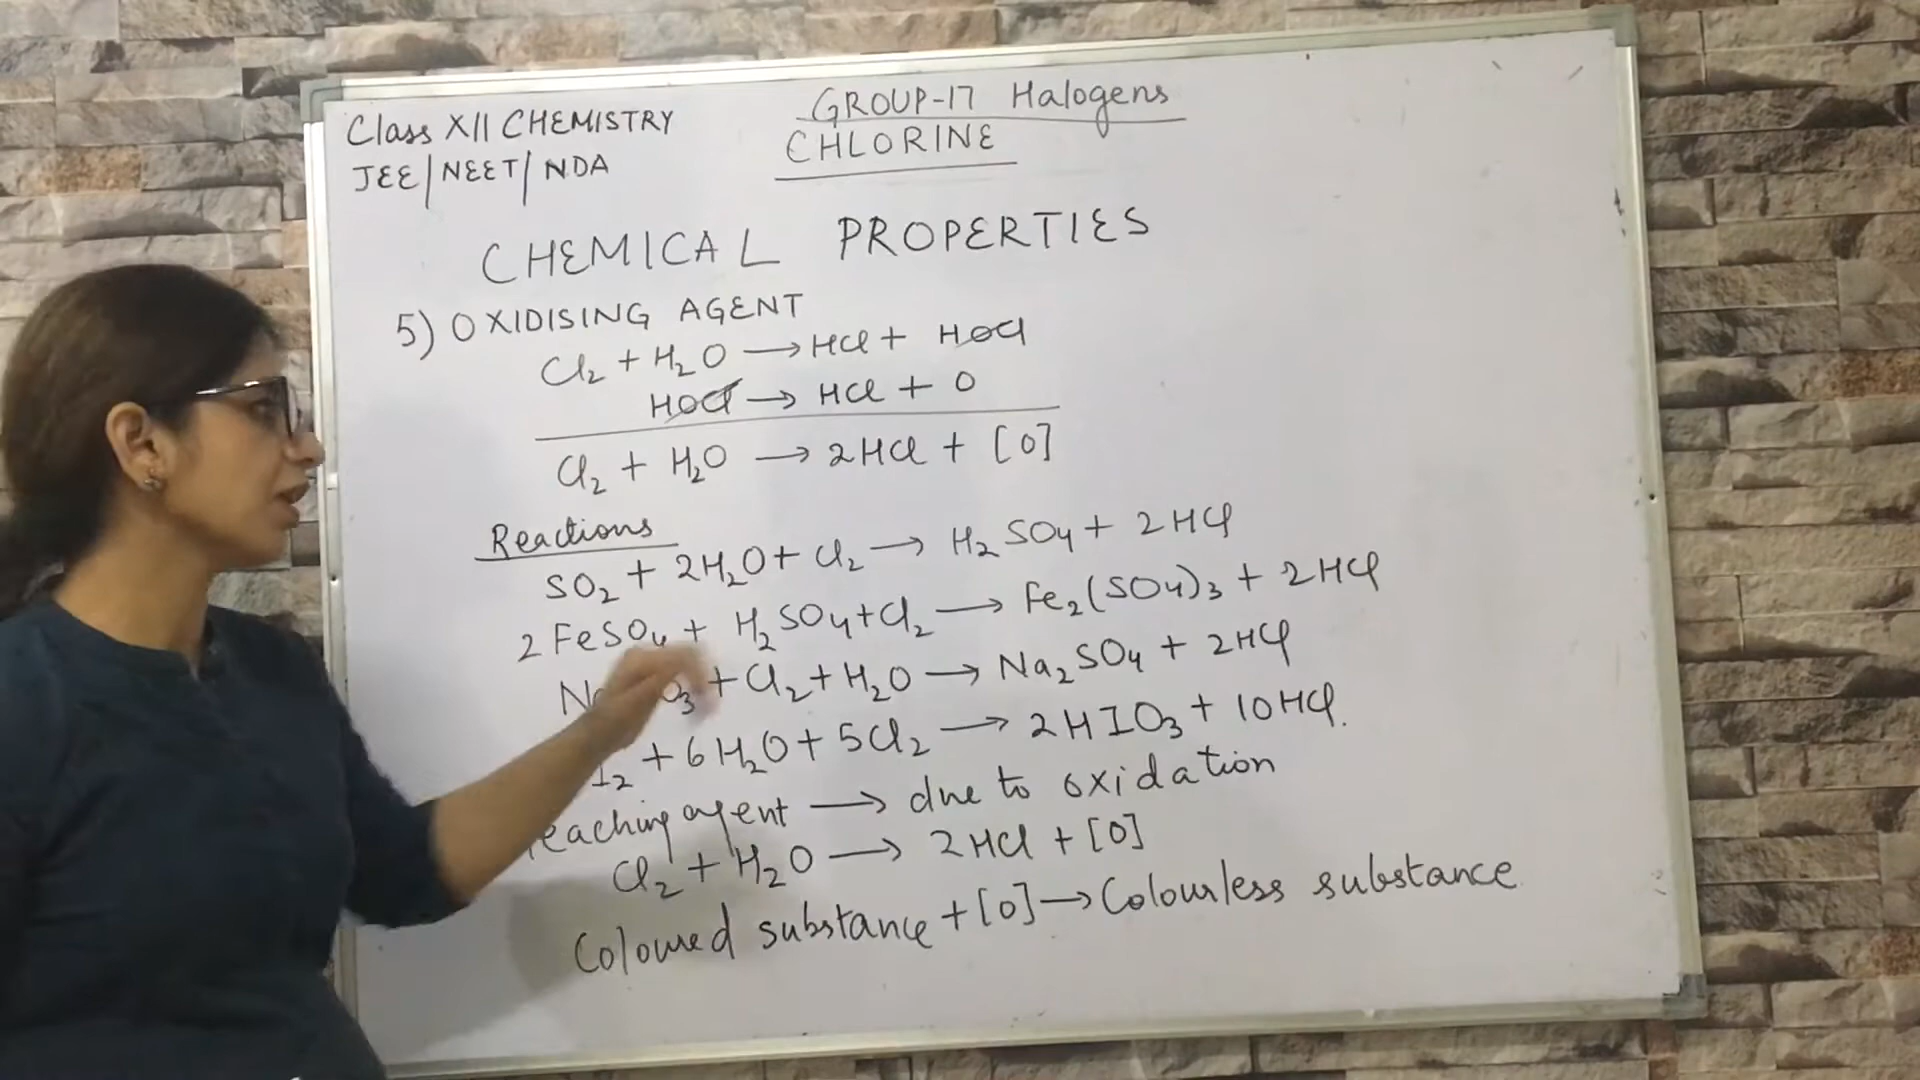 Class XII CHEMISTRY
JEE/NEET/NDA
GROUP-17 Halogens
CHLORINE
CHEMICAL PROPERTIES
5) OXIDISING AGENT
Cl₂ + H₂O → HCl + HOCl
HOCl → HCl + O
Cl₂ + H₂O → 2HCl + [O]
Reactions
SO₂ + 2H₂O + Cl₂ → H₂SO₄ + 2HCl
2FeSO₄ + H₂SO₄ + Cl₂ → Fe₂(SO₄)₃ + 2HCl
+ Cl₂ + H₂O → Na₂SO₄ + 2HCl
I₂ + 6H₂O + 5Cl₂ → 2HIO₃ + 10HCl.
agent → due to oxidation
Cl₂ + H₂O → 2HCl + [O]
Coloured substance + [O] → Colourless substance